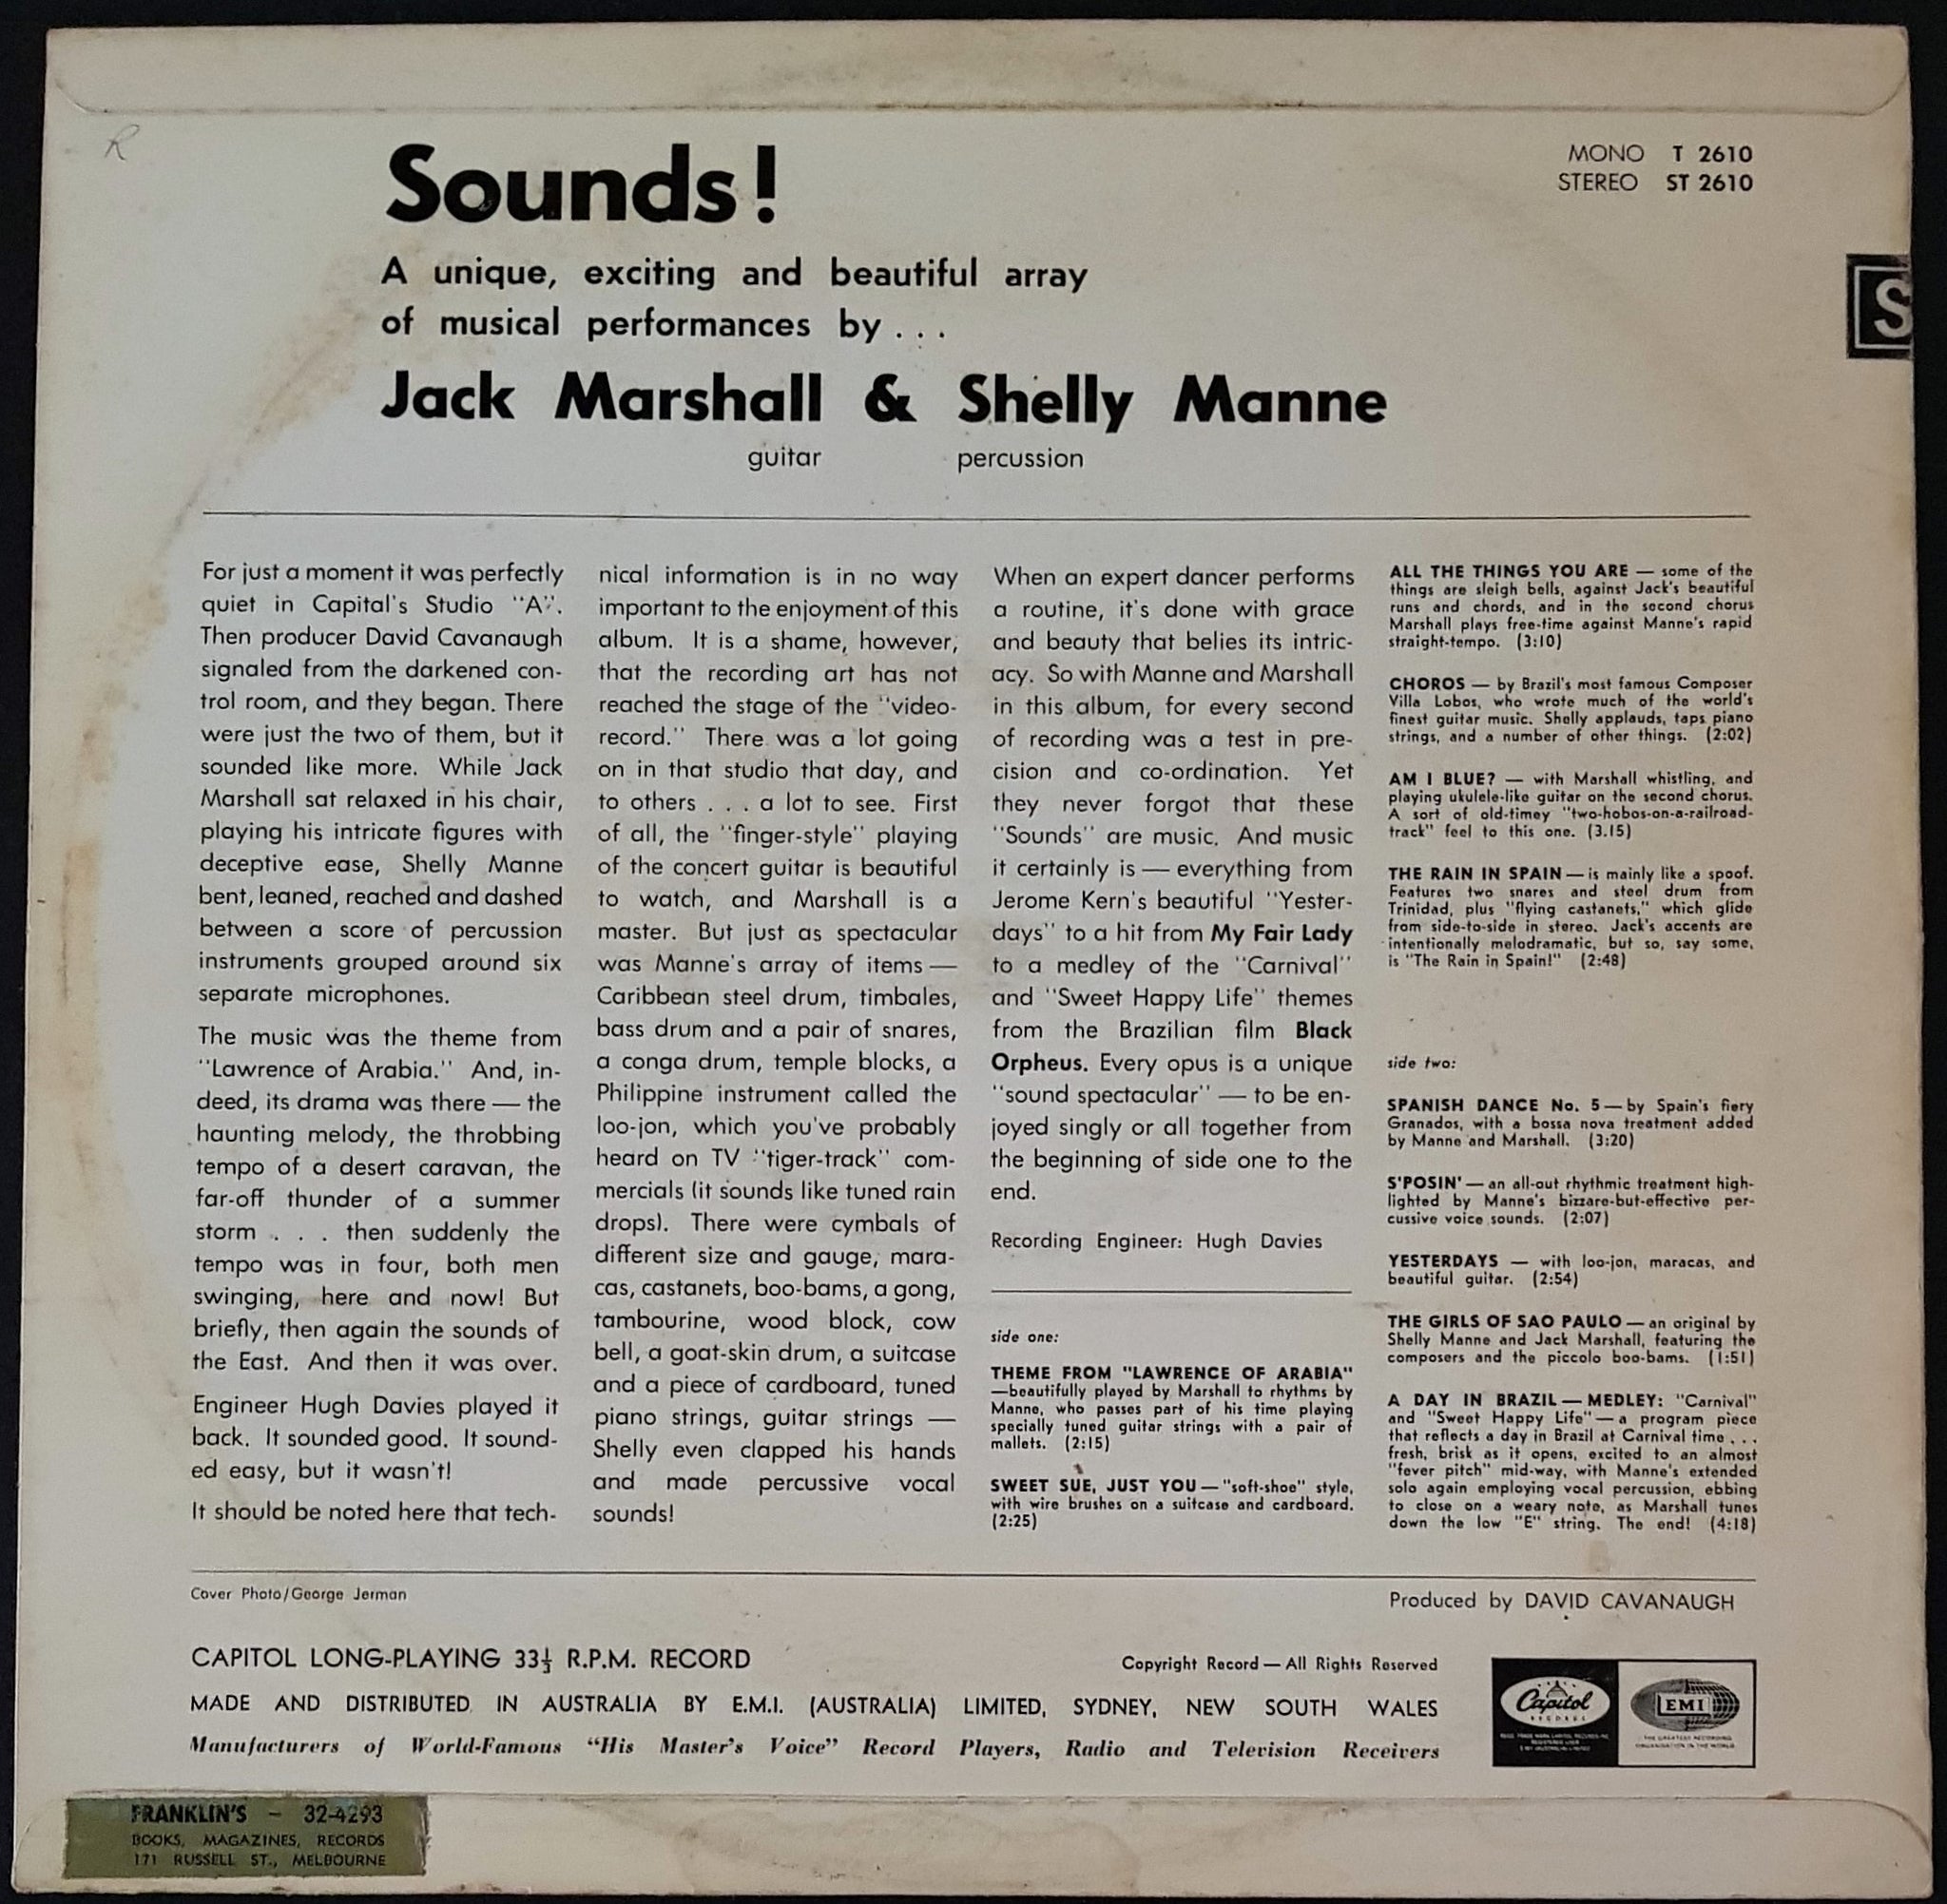 R
Sounds!
MONO T 2610
STEREO ST 2610
A unique, exciting and beautiful array
of musical performances by . . .
Jack Marshall & Shelly Manne
guitar percussion
S
For just a moment it was perfectly
quiet in Capital's Studio "A".
Then producer David Cavanaugh
signaled from the darkened con-
trol room, and they began. There
were just the two of them, but it
sounded like more. While Jack
Marshall sat relaxed in his chair,
playing his intricate figures with
deceptive ease, Shelly Manne
bent, leaned, reached and dashed
between a score of percussion
instruments grouped around six
separate microphones.
The music was the theme from
"Lawrence of Arabia." And, in-
deed, its drama was there — the
haunting melody, the throbbing
tempo of a desert caravan, the
far-off thunder of a summer
storm . . . then suddenly the
tempo was in four, both men
swinging, here and now! But
briefly, then again the sounds of
the East. And then it was over.
Engineer Hugh Davies played it
back. It sounded good. It sound-
ed easy, but it wasn't!
It should be noted here that tech-
nical information is in no way
important to the enjoyment of this
album. It is a shame, however,
that the recording art has not
reached the stage of the "video-
record." There was a lot going
on in that studio that day, and
to others . . . a lot to see. First
of all, the "finger-style" playing
of the concert guitar is beautiful
to watch, and Marshall is a
master. But just as spectacular
was Manne's array of items —
Caribbean steel drum, timbales,
bass drum and a pair of snares,
a conga drum, temple blocks, a
Philippine instrument called the
loo-jon, which you've probably
heard on TV "tiger-track" com-
mercials (it sounds like tuned rain
drops). There were cymbals of
different size and gauge, mara-
cas, castanets, boo-bams, a gong,
tambourine, wood block, cow
bell, a goat-skin drum, a suitcase
and a piece of cardboard, tuned
piano strings, guitar strings —
Shelly even clapped his hands
and made percussive vocal
sounds!
When an expert dancer performs
a routine, it's done with grace
and beauty that belies its intric-
acy. So with Manne and Marshall
in this album, for every second
of recording was a test in pre-
cision and co-ordination. Yet
they never forgot that these
"Sounds" are music. And music
it certainly is — everything from
Jerome Kern's beautiful "Yester-
days" to a hit from My Fair Lady
to a medley of the "Carnival"
and "Sweet Happy Life" themes
from the Brazilian film Black
Orpheus. Every opus is a unique
"sound spectacular" — to be en-
joyed singly or all together from
the beginning of side one to the
end.
Recording Engineer: Hugh Davies
side one:
THEME FROM "LAWRENCE OF ARABIA"
—beautifully played by Marshall to rhythms by
Manne, who passes part of his time playing
specially tuned guitar strings with a pair of
mallets. (2:15)
SWEET SUE, JUST YOU — "soft-shoe" style,
with wire brushes on a suitcase and cardboard.
(2:25)
ALL THE THINGS YOU ARE — some of the
things are sleigh bells, against Jack's beautiful
runs and chords, and in the second chorus
Marshall plays free-time against Manne's rapid
straight-tempo. (3:10)
CHOROS — by Brazil's most famous Composer
Villa Lobos, who wrote much of the world's
finest guitar music. Shelly applauds, taps piano
strings, and a number of other things. (2:02)
AM I BLUE? — with Marshall whistling, and
playing ukulele-like guitar on the second chorus.
A sort of old-timey "two-hobos-on-a-railroad-
track" feel to this one. (3.15)
THE RAIN IN SPAIN — is mainly like a spoof.
Features two snares and steel drum from
Trinidad, plus "flying castanets," which glide
from side-to-side in stereo. Jack's accents are
intentionally melodramatic, but so, say some,
is "The Rain in Spain!" (2:48)
side two:
SPANISH DANCE No. 5 — by Spain's fiery
Granados, with a bossa nova treatment added
by Manne and Marshall. (3:20)
S'POSIN' — an all-out rhythmic treatment high-
lighted by Manne's bizzare-but-effective per-
cussive voice sounds. (2:07)
YESTERDAYS — with loo-jon, maracas, and
beautiful guitar. (2:54)
THE GIRLS OF SAO PAULO — an original by
Shelly Manne and Jack Marshall, featuring the
composers and the piccolo boo-bams. (1:51)
A DAY IN BRAZIL — MEDLEY: "Carnival"
and "Sweet Happy Life" — a program piece
that reflects a day in Brazil at Carnival time . . .
fresh, brisk as it opens, excited to an almost
"fever pitch" mid-way, with Manne's extended
solo again employing vocal percussion, ebbing
to close on a weary note, as Marshall tunes
down the low "E" string. The end! (4:18)
Cover Photo/George Jerman
Produced by DAVID CAVANAUGH
CAPITOL LONG-PLAYING 33⅓ R.P.M. RECORD
Copyright Record — All Rights Reserved
MADE AND DISTRIBUTED IN AUSTRALIA BY E.M.I. (AUSTRALIA) LIMITED, SYDNEY, NEW SOUTH WALES
Manufacturers of World-Famous "His Master's Voice" Record Players, Radio and Television Receivers
Capitol
RECORDS
EMI
THE GREATEST RECORDING
ORGANISATION IN THE WORLD
FRANKLIN'S - 32-4293
BOOKS, MAGAZINES, RECORDS
171 RUSSELL ST., MELBOURNE